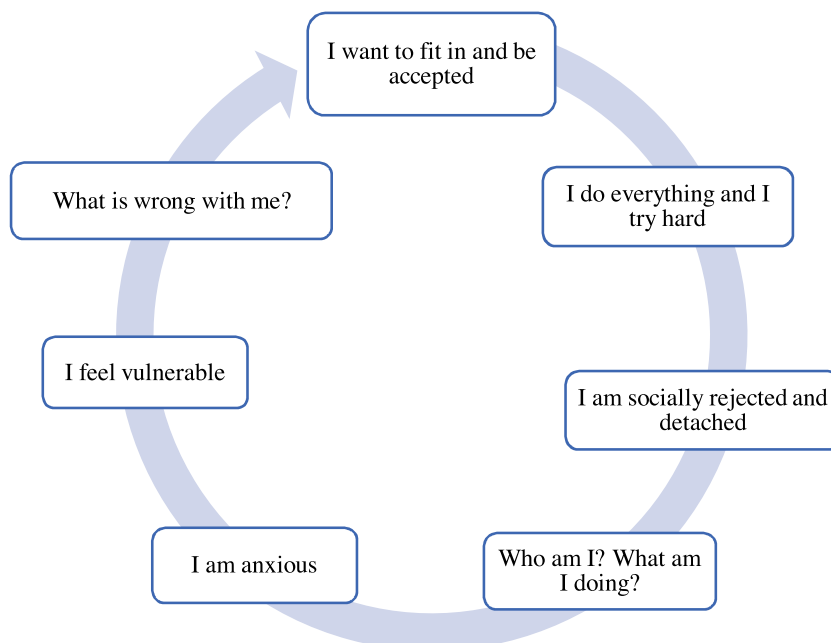 I want to fit in and be
accepted
I do everything and I
try hard
I am socially rejected and
detached
Who am I? What am
I doing?
I am anxious
I feel vulnerable
What is wrong with me?